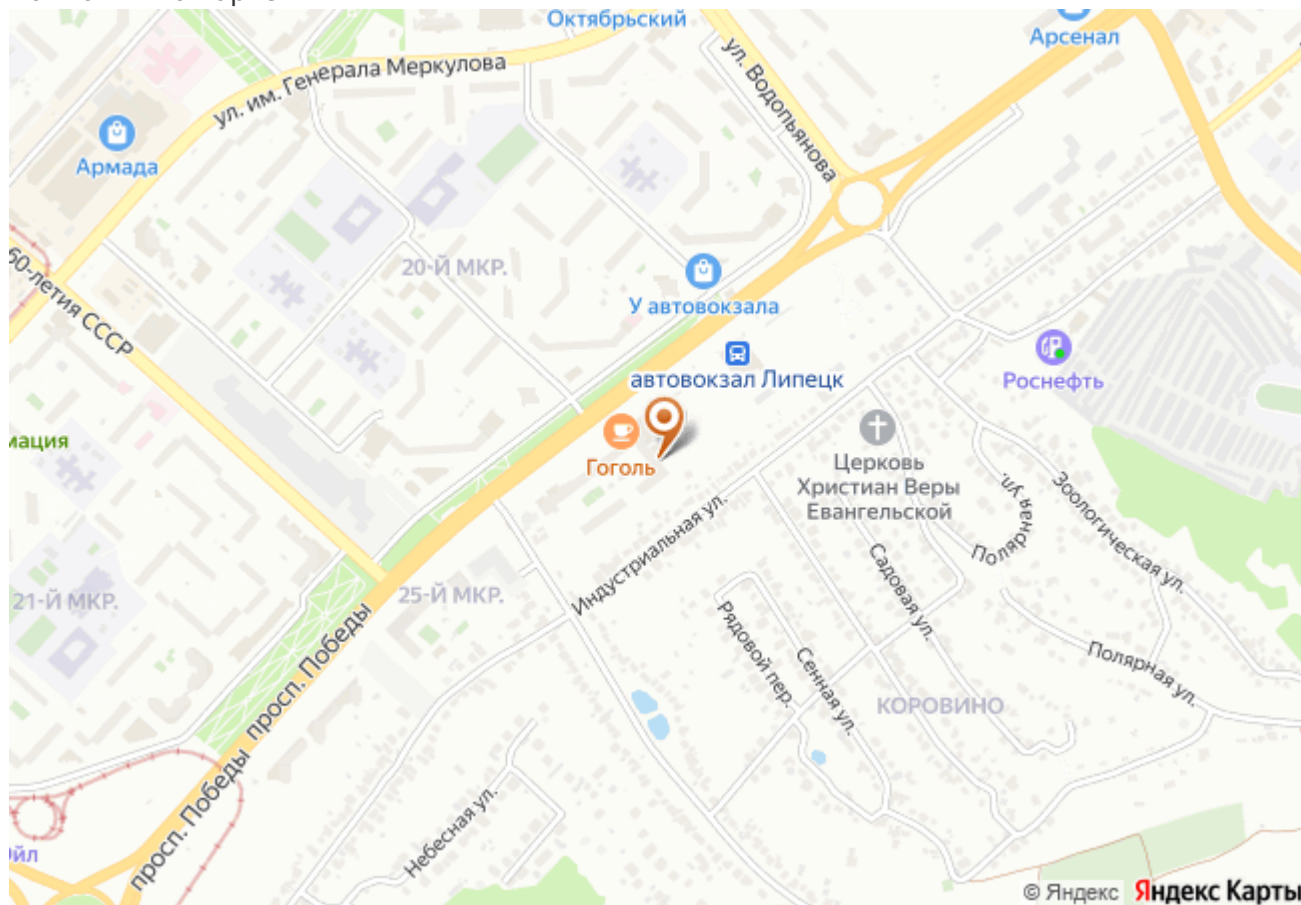 Октябрьский
Арсенал
ул. им. Генерала Меркулова
ул. Водопьянова
Армада
60-летия СССР
20-Й МКР.
У автовокзала
автовокзал Липецк
Роснефть
мация
Гоголь
Церковь
Христиан Веры
Евангельской
Полярная ул.
Зоологическая ул.
Индустриальная ул.
Садовая ул.
21-Й МКР.
25-Й МКР.
просп. Победы
Рядовой пер.
Сенная ул.
Полярная ул.
КОРОВИНО
просп. Победы
Небесная ул.
йл
© Яндекс Яндекс Карты